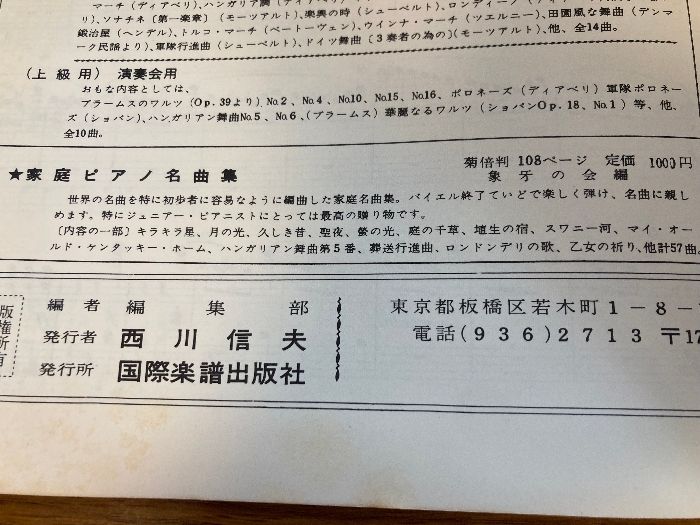 マーチ(ディアベリ)、ハンガリア調(ディアベリ
リ)、ソナチネ〔第一楽章〕(モーツアルト)、楽興の時(シューベルト)、ロンディーノ
鍛治屋(ヘンデル)、トルコ・マーチ(ベートーヴェン)、ウインナ・マーチ(ツエルニー)、田園風な舞曲(デンマ
ーク民謡より)、軍隊行進曲(シューベルト)、ドイツ舞曲〔3奏者の為の〕(モーツアルト)、他、全14曲。
(上級用) 演奏会用
おもな内容としては、
ブラームスのワルツ(Op.39より)、No.2、No.4、No.10、No.15、No.16、ポロネーズ(ディアベリ)軍隊ポロネー
ズ(ショパン)、ハンガリアン舞曲No.5、No.6、(ブラームス)華麗なるワルツ(ショパンOp.18、No.1)等、他、
全10曲。
★家庭ピアノ名曲集 菊倍判 108ページ 定価 1000円
象牙の会編
世界の名曲を特に初歩者に容易なように編曲した家庭名曲集。バイエル終了ていどで楽しく弾け、名曲に親し
めます。特にジュニアー・ピアニストにとっては最高の贈り物です。
〔内容の一部〕キラキラ星、月の光、久しき昔、聖夜、螢の光、庭の千草、埴生の宿、スワニー河、マイ・オー
ルド・ケンタッキー・ホーム、ハンガリアン舞曲第5番、葬送行進曲、ロンドンデリの歌、乙女の祈り、他計57曲。
版権所有
編者 編集部
発行者 西川信夫
発行所 国際楽譜出版社
東京都板橋区若木町1-8-
電話(936)2713 〒17